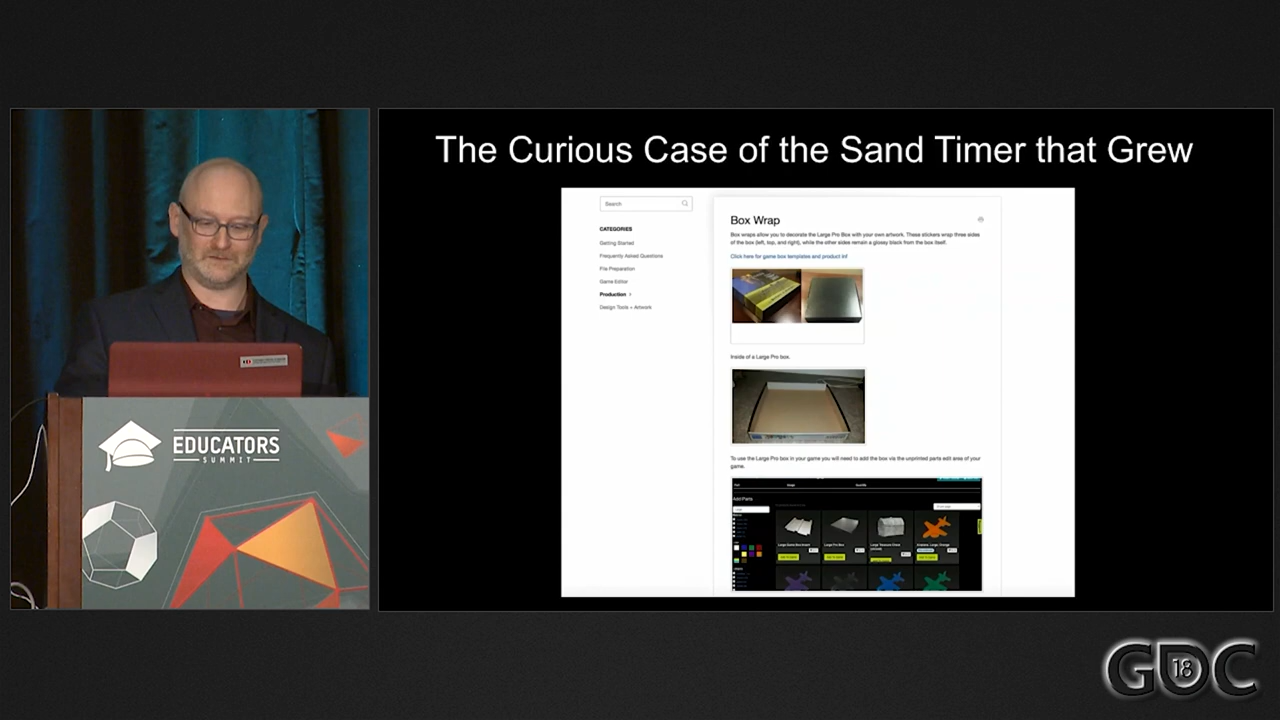 The Curious Case of the Sand Timer that Grew
Search
CATEGORIES
Getting Started
Frequently Asked Questions
File Preparation
Game Editor
Production
Design Tools + Artwork
Box Wrap
Box wraps allow you to decorate the Large Pro Box with your own artwork. These stickers wrap three sides
of the box (left, top, and right), while the other sides remain a glossy black from the box itself.
Click here for game box templates and product inf
Inside of a Large Pro box.
To use the Large Pro box in your game you will need to add the box via the unprinted parts edit area of your
game.
Add Parts
Large Pro Box
EDUCATORS
SUMMIT
GDC
18